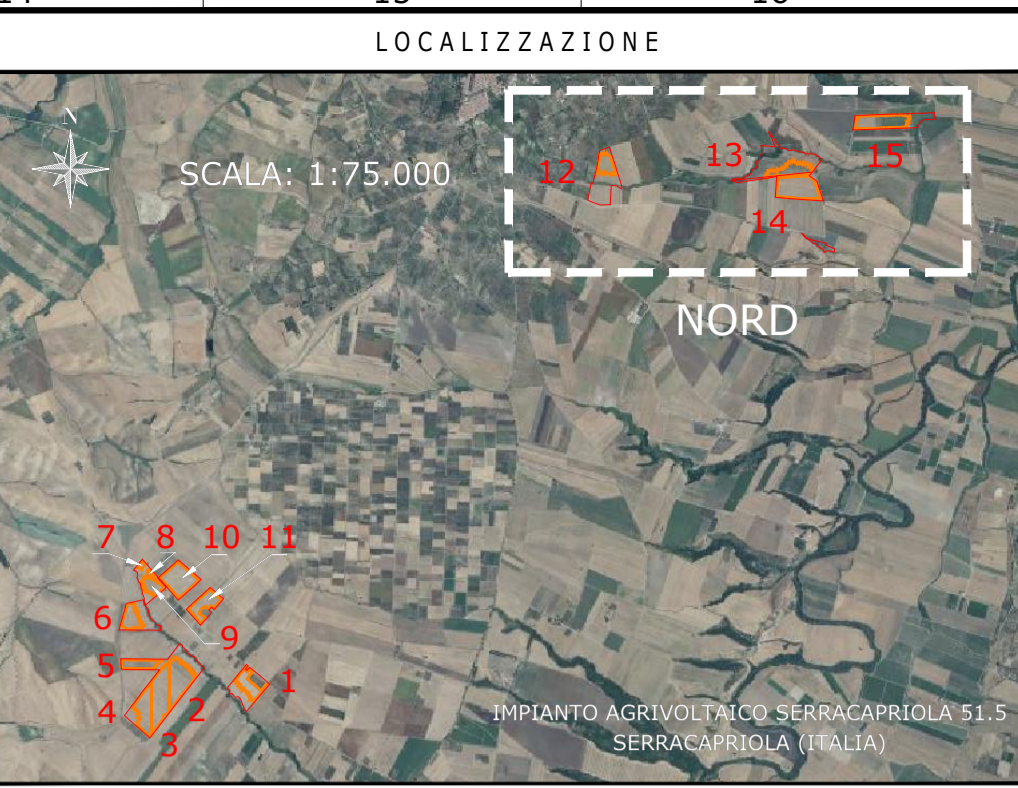 LOCALIZZAZIONE
N
SCALA: 1:75.000
12
13
14
15
NORD
7
8
10
11
6
9
5
4
3
2
1
IMPIANTO AGRIVOLTAICO SERRACAPRIOLA 51.5
SERRACAPRIOLA (ITALIA)